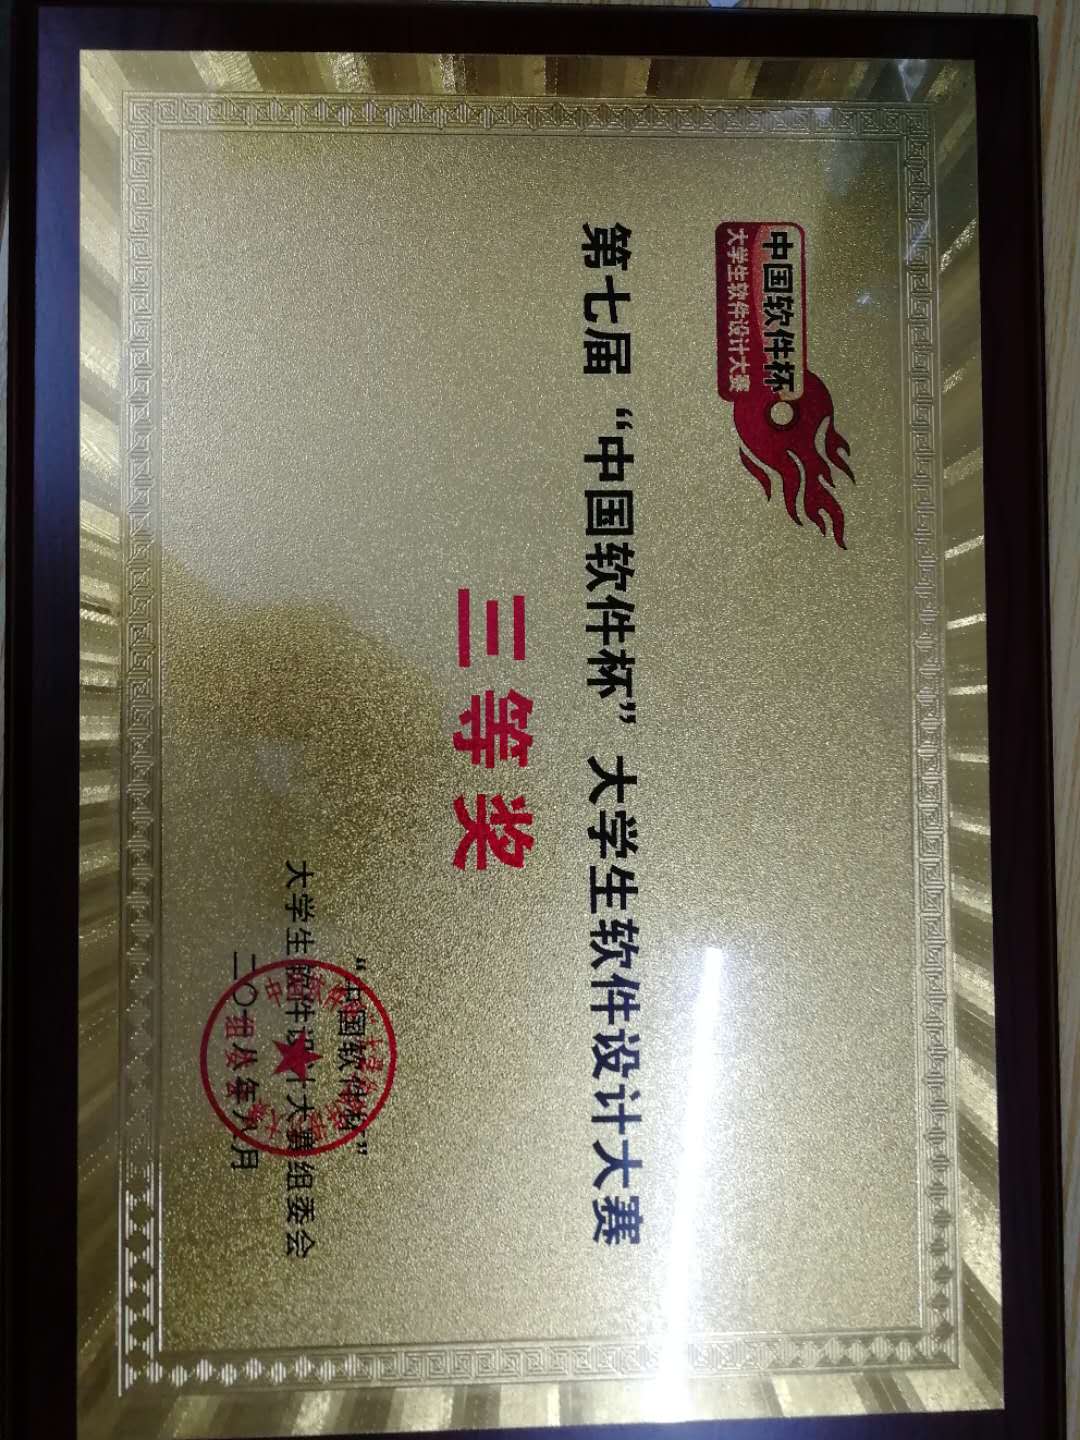 中国软件杯
大学生软件设计大赛
第七届“中国软件杯”大学生软件设计大赛
三等奖
“中国软件杯”
大学生软件设计大赛组委会
二〇一八年八月
组委会